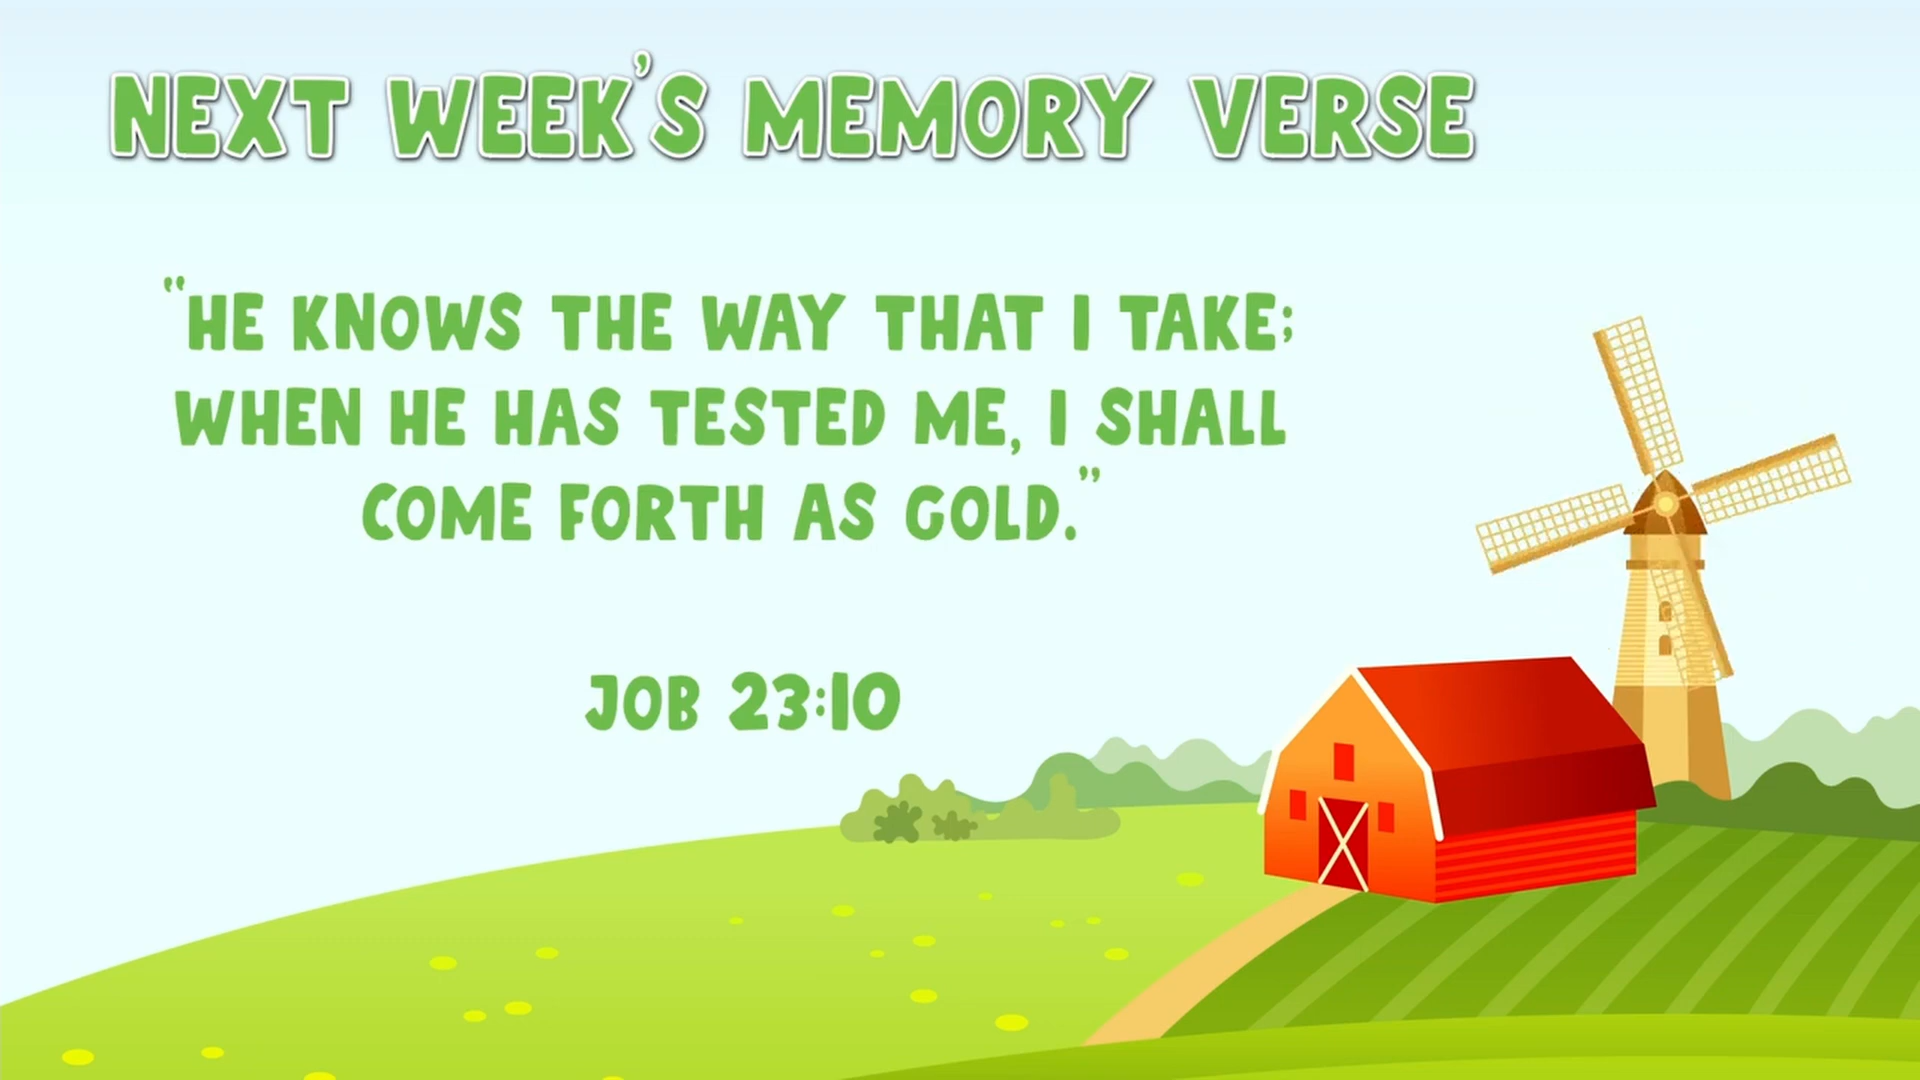 NEXT WEEK'S MEMORY VERSE
"HE KNOWS THE WAY THAT I TAKE;
WHEN HE HAS TESTED ME, I SHALL
COME FORTH AS GOLD."
JOB 23:10